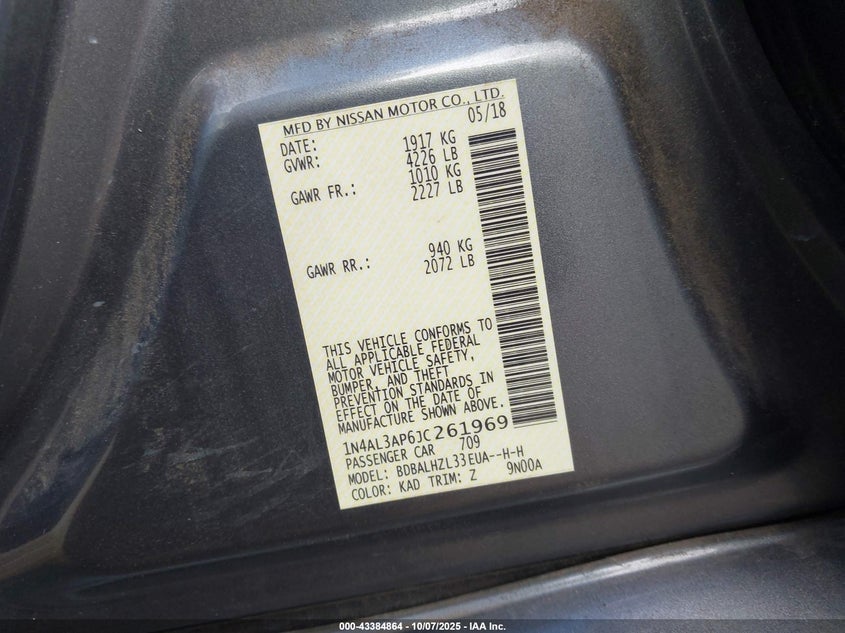 MFD BY NISSAN MOTOR CO., LTD.
DATE: 05/18
GVWR: 1917 KG
4226 LB
GAWR FR.: 1010 KG
2227 LB
GAWR RR.: 940 KG
2072 LB
THIS VEHICLE CONFORMS TO
ALL APPLICABLE FEDERAL
MOTOR VEHICLE SAFETY,
BUMPER, AND THEFT
PREVENTION STANDARDS IN
EFFECT ON THE DATE OF
MANUFACTURE SHOWN ABOVE.
1N4AL3AP6JC261969
PASSENGER CAR 709
MODEL: BDBALHZL33EUA--H-H
COLOR: KAD TRIM: Z 9N00A
000-43384864 | 10/07/2025 - IAA Inc.